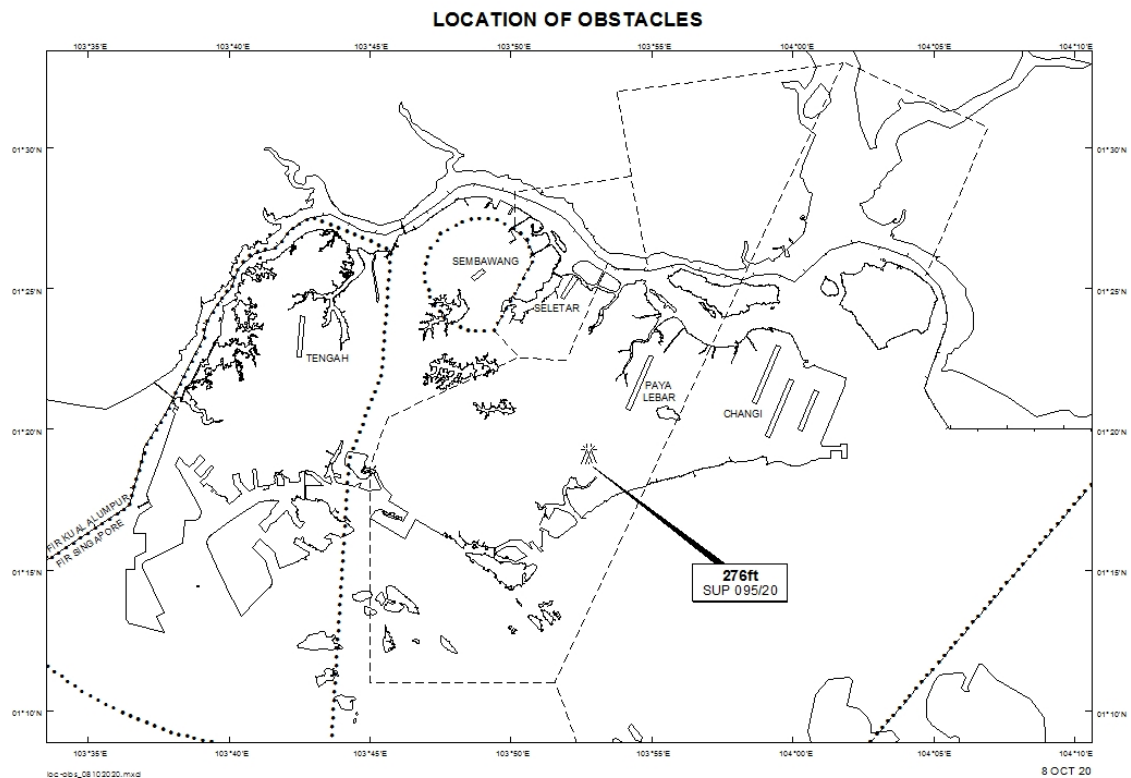 LOCATION OF OBSTACLES
103°35'E 103°40'E 103°45'E 103°50'E 103°55'E 104°00'E 104°05'E 104°10'E
01°30'N
01°30'N
SEMBAWANG
01°25'N
01°25'N
SELETAR
TENGAH
PAYA
LEBAR
CHANGI
01°20'N
01°20'N
FIR KUALA LUMPUR
FIR SINGAPORE
01°15'N
01°15'N
276ft
SUP 095/20
01°10'N
01°10'N
103°35'E 103°40'E 103°45'E 103°50'E 103°55'E 104°00'E 104°05'E 104°10'E
loc-obs_08102020.mxd
8 OCT 20